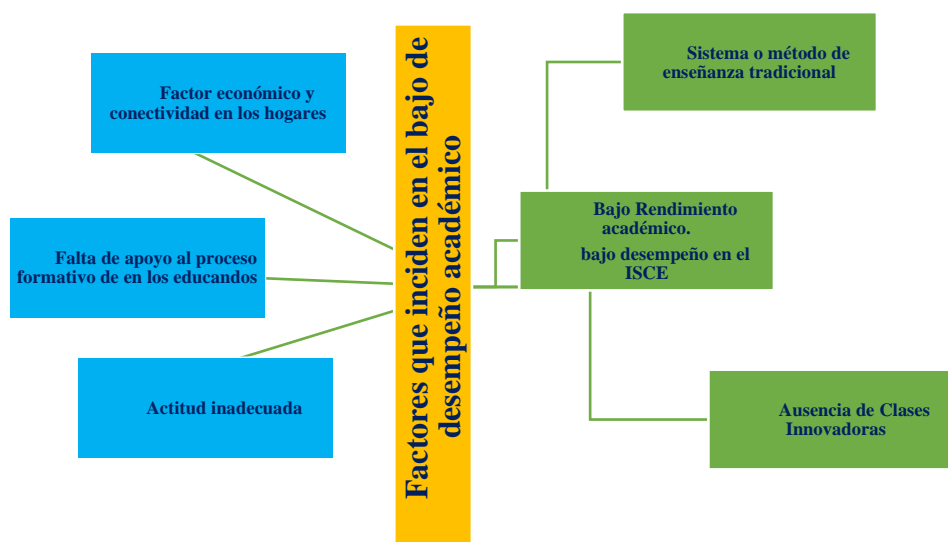 Factor económico y
conectividad en los hogares
Falta de apoyo al proceso
formativo de en los educandos
Actitud inadecuada
Factores que inciden en el bajo de
desempeño académico
Sistema o método de
enseñanza tradicional
Bajo Rendimiento
académico.
bajo desempeño en el
ISCE
Ausencia de Clases
Innovadoras